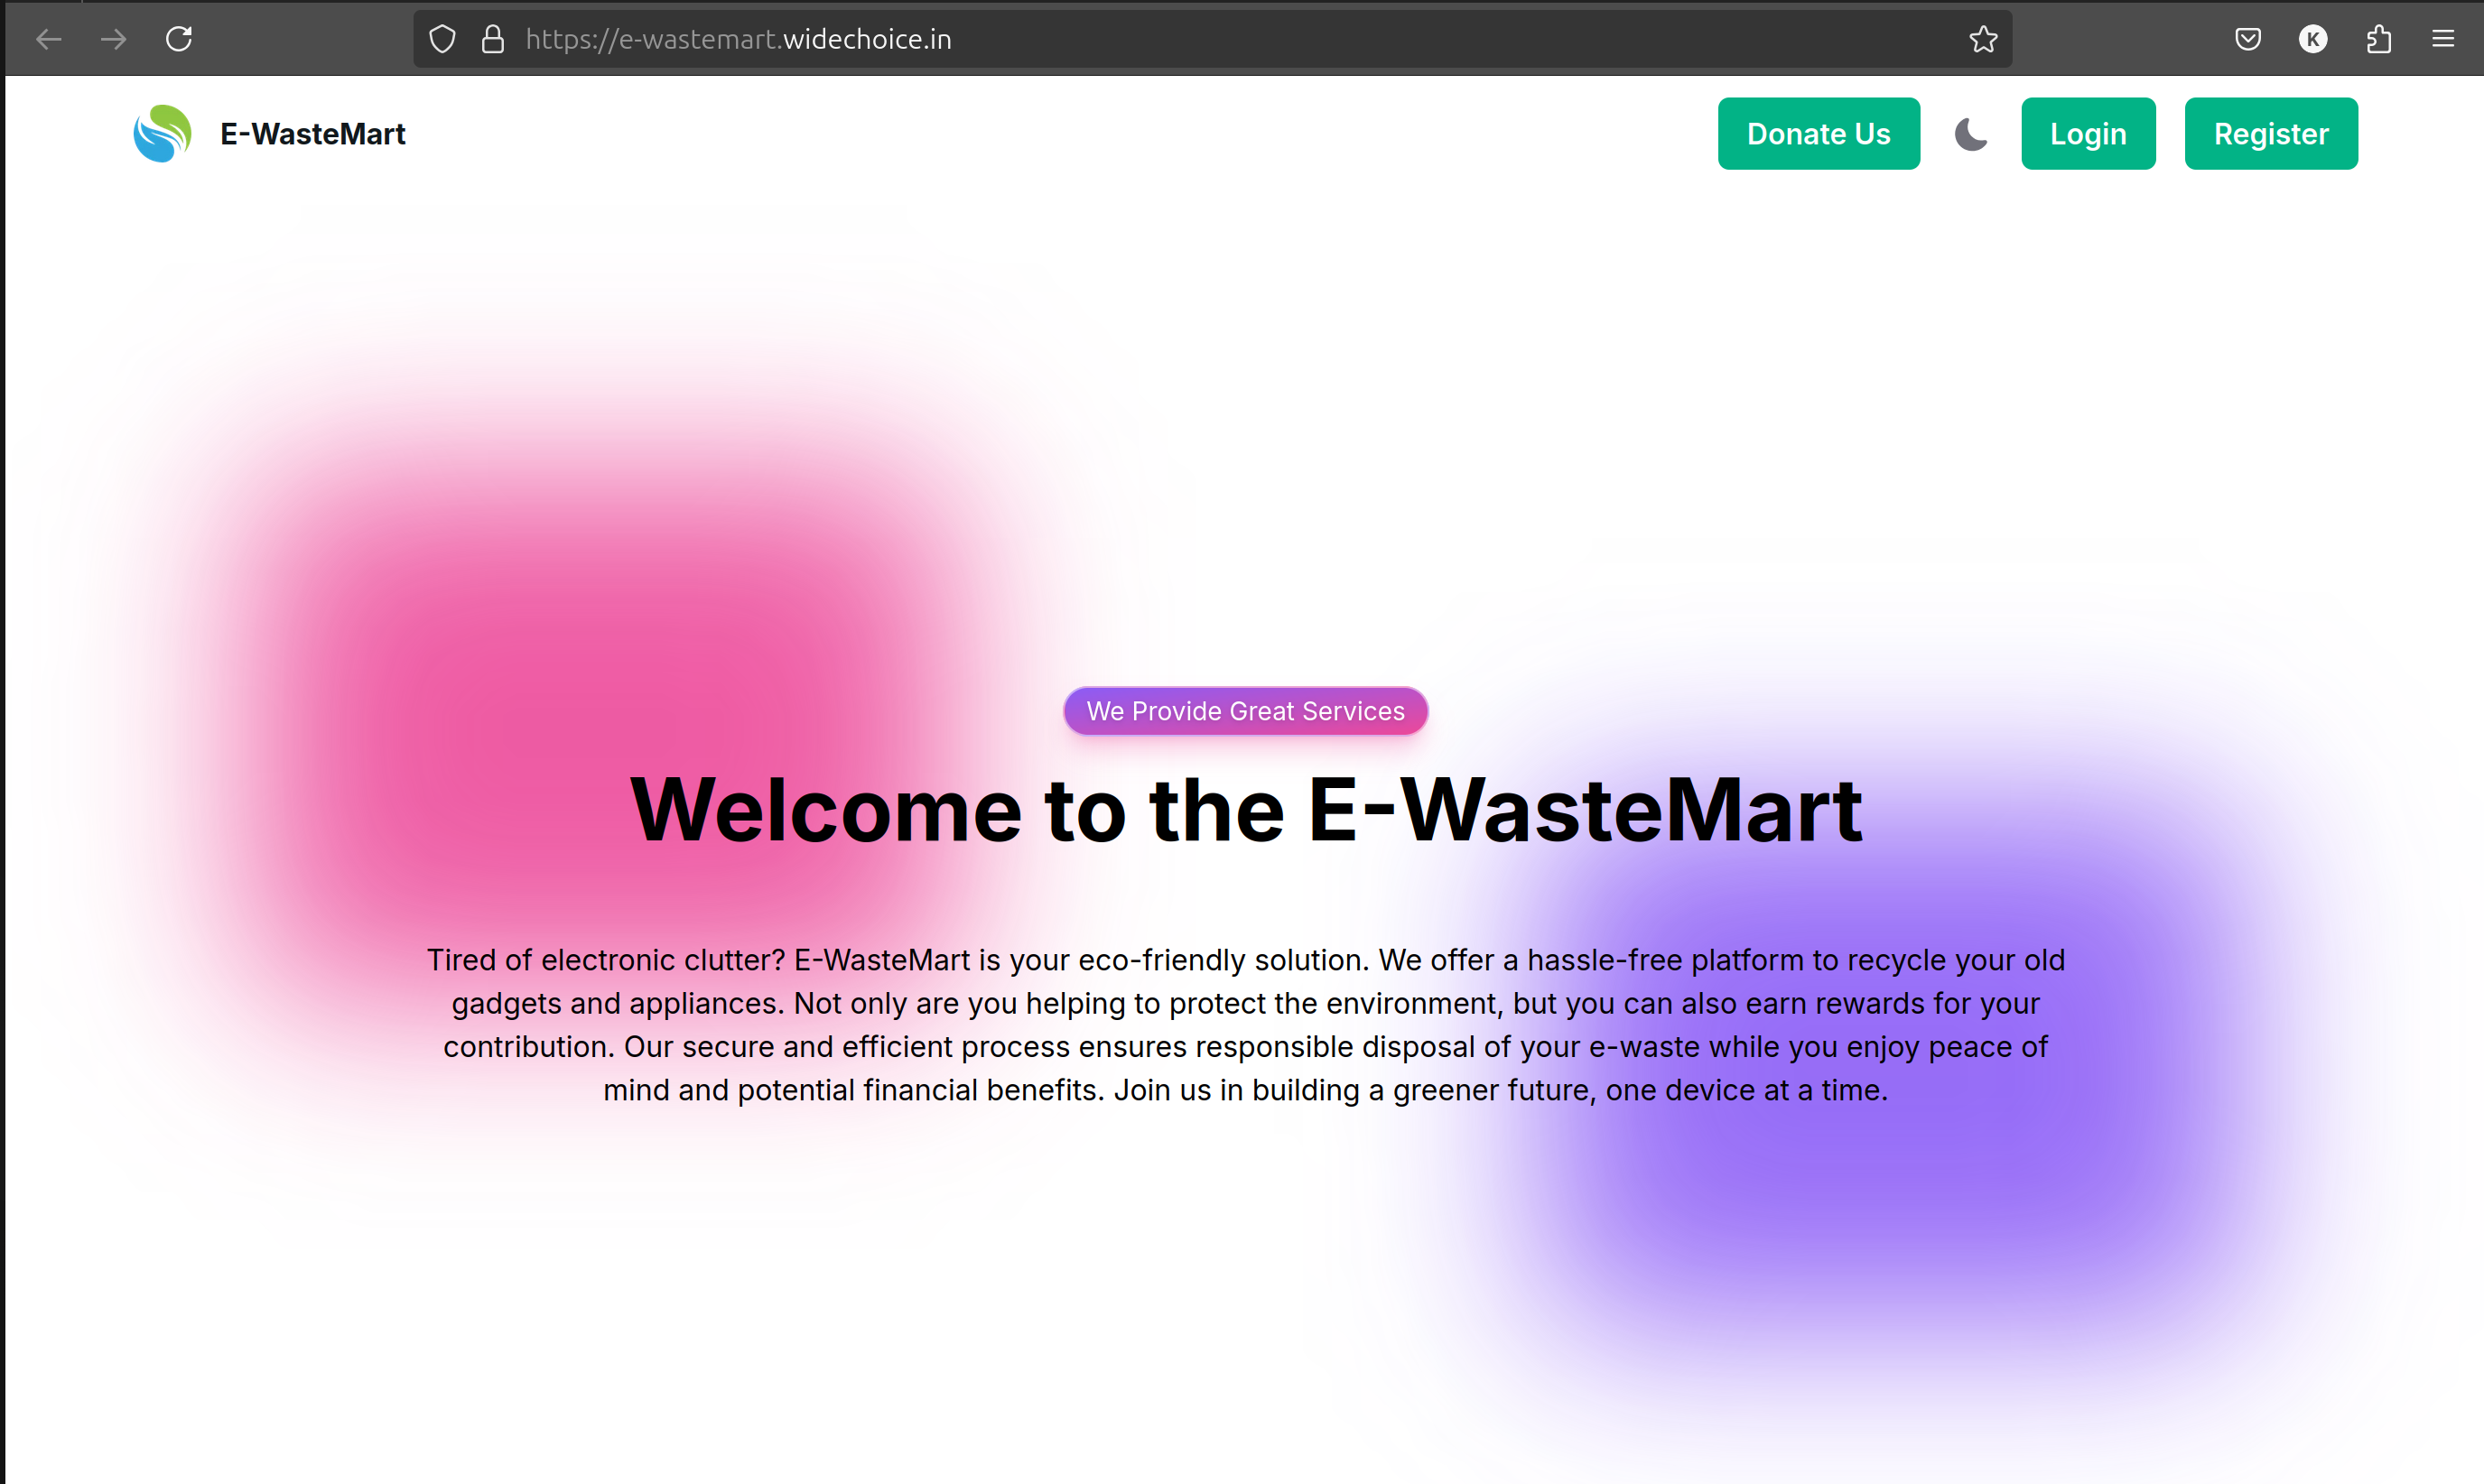 https://e-wastemart.widechoice.in
K
E-WasteMart
Donate Us
Login
Register
We Provide Great Services
Welcome to the E-WasteMart
Tired of electronic clutter? E-WasteMart is your eco-friendly solution. We offer a hassle-free platform to recycle your old
gadgets and appliances. Not only are you helping to protect the environment, but you can also earn rewards for your
contribution. Our secure and efficient process ensures responsible disposal of your e-waste while you enjoy peace of
mind and potential financial benefits. Join us in building a greener future, one device at a time.